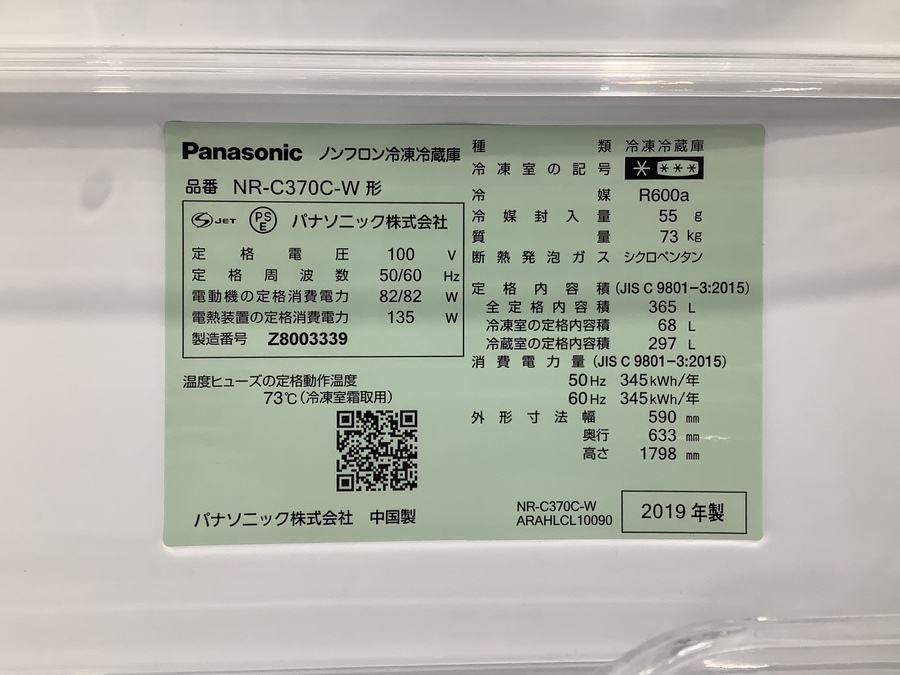 Panasonic ノンフロン冷凍冷蔵庫
品番 NR-C370C-W 形
S JET PS E パナソニック株式会社
定格電圧 100 V
定格周波数 50/60 Hz
電動機の定格消費電力 82/82 W
電熱装置の定格消費電力 135 W
製造番号 Z8003339
温度ヒューズの定格動作温度
73℃(冷凍室霜取用)
パナソニック株式会社 中国製
種類 冷凍冷蔵庫
冷凍室の記号 * ***
冷媒 R600a
冷媒封入量 55 g
質量 73 kg
断熱発泡ガス シクロペンタン
定格内容積 (JIS C 9801-3:2015)
全定格内容積 365 L
冷凍室の定格内容積 68 L
冷蔵室の定格内容積 297 L
消費電力量 (JIS C 9801-3:2015)
50Hz 345kWh/年
60Hz 345kWh/年
外形寸法 幅 590 mm
奥行 633 mm
高さ 1798 mm
NR-C370C-W
ARAHLCL10090
2019 年製